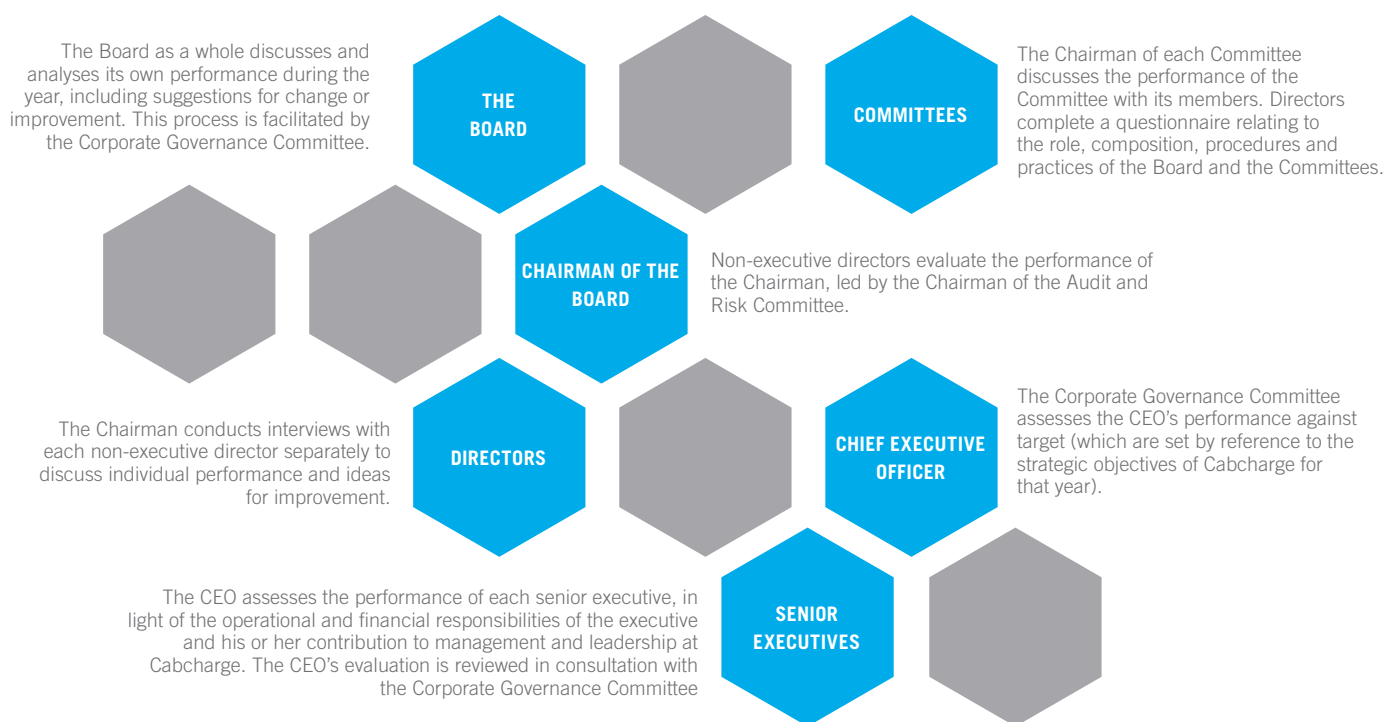 The Board as a whole discusses and
analyses its own performance during the
year, including suggestions for change or
improvement. This process is facilitated by
the Corporate Governance Committee.
THE
BOARD
COMMITTEES
The Chairman of each Committee
discusses the performance of the
Committee with its members. Directors
complete a questionnaire relating to
the role, composition, procedures and
practices of the Board and the Committees.
CHAIRMAN OF THE
BOARD
Non-executive directors evaluate the performance of
the Chairman, led by the Chairman of the Audit and
Risk Committee.
The Chairman conducts interviews with
each non-executive director separately to
discuss individual performance and ideas
for improvement.
DIRECTORS
CHIEF EXECUTIVE
OFFICER
The Corporate Governance Committee
assesses the CEO’s performance against
target (which are set by reference to the
strategic objectives of Cabcharge for
that year).
The CEO assesses the performance of each senior executive, in
light of the operational and financial responsibilities of the executive
and his or her contribution to management and leadership at
Cabcharge. The CEO’s evaluation is reviewed in consultation with
the Corporate Governance Committee
SENIOR
EXECUTIVES